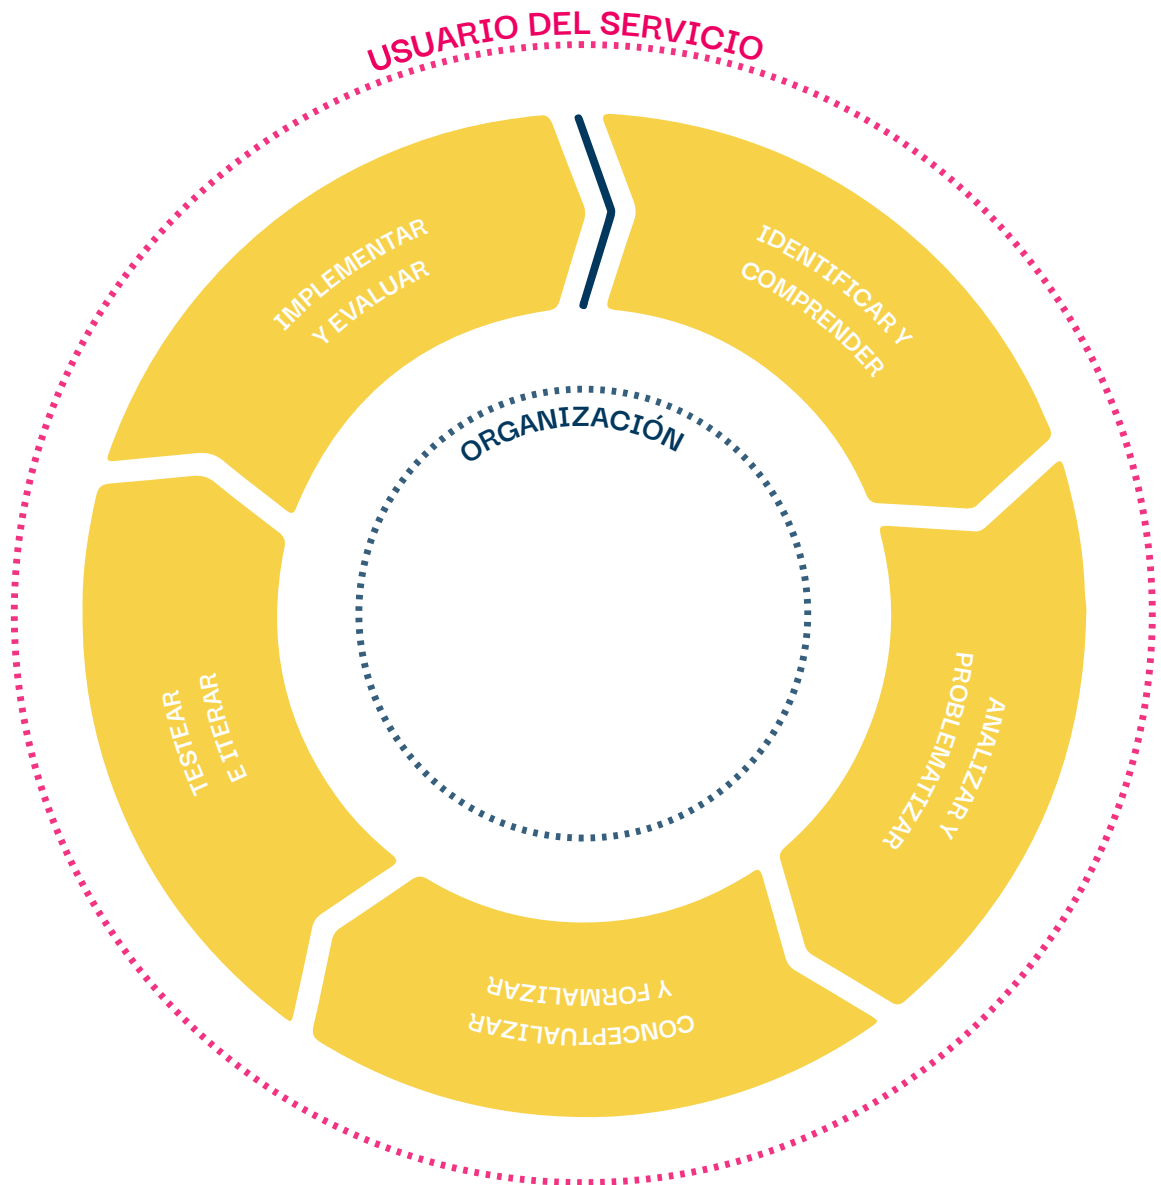 USUARIO DEL SERVICIO
IDENTIFICAR Y
COMPRENDER
ANALIZAR Y
PROBLEMATIZAR
CONCEPTUALIZAR
Y FORMALIZAR
TESTEAR
E ITERAR
IMPLEMENTAR
Y EVALUAR
ORGANIZACIÓN